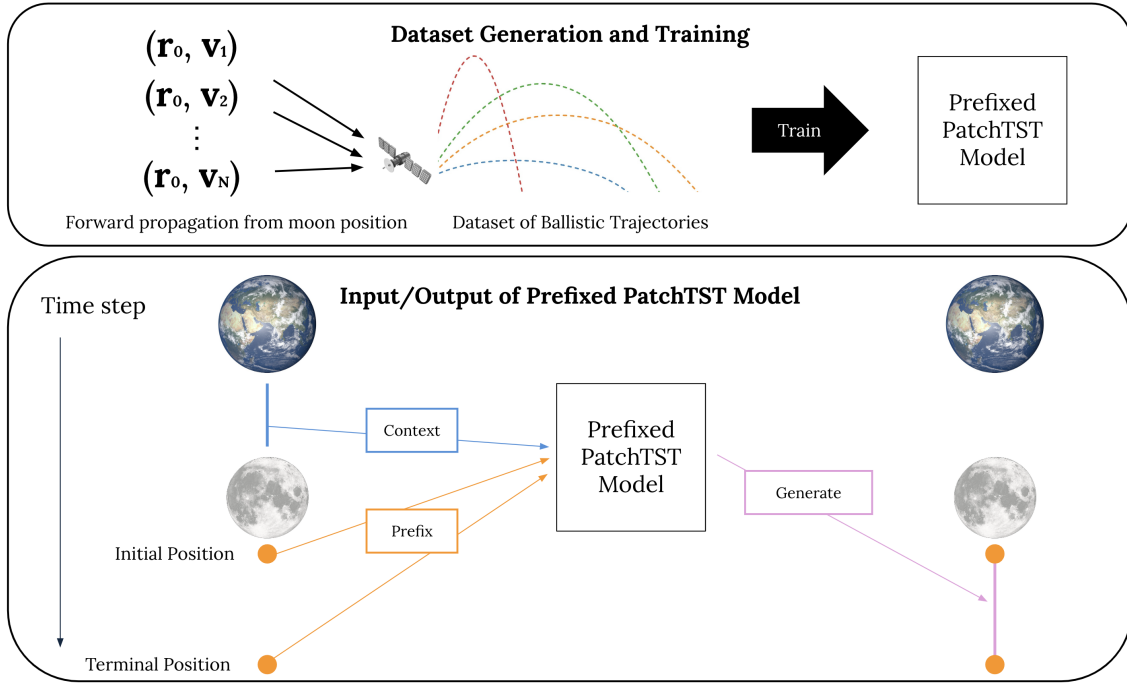 Dataset Generation and Training
(r₀, v₁)
(r₀, v₂)
⋮
(r₀, v_N)
Forward propagation from moon position
Dataset of Ballistic Trajectories
Train
Prefixed
PatchTST
Model
Input/Output of Prefixed PatchTST Model
Time step
Context
Prefixed
PatchTST
Model
Generate
Prefix
Initial Position
Terminal Position